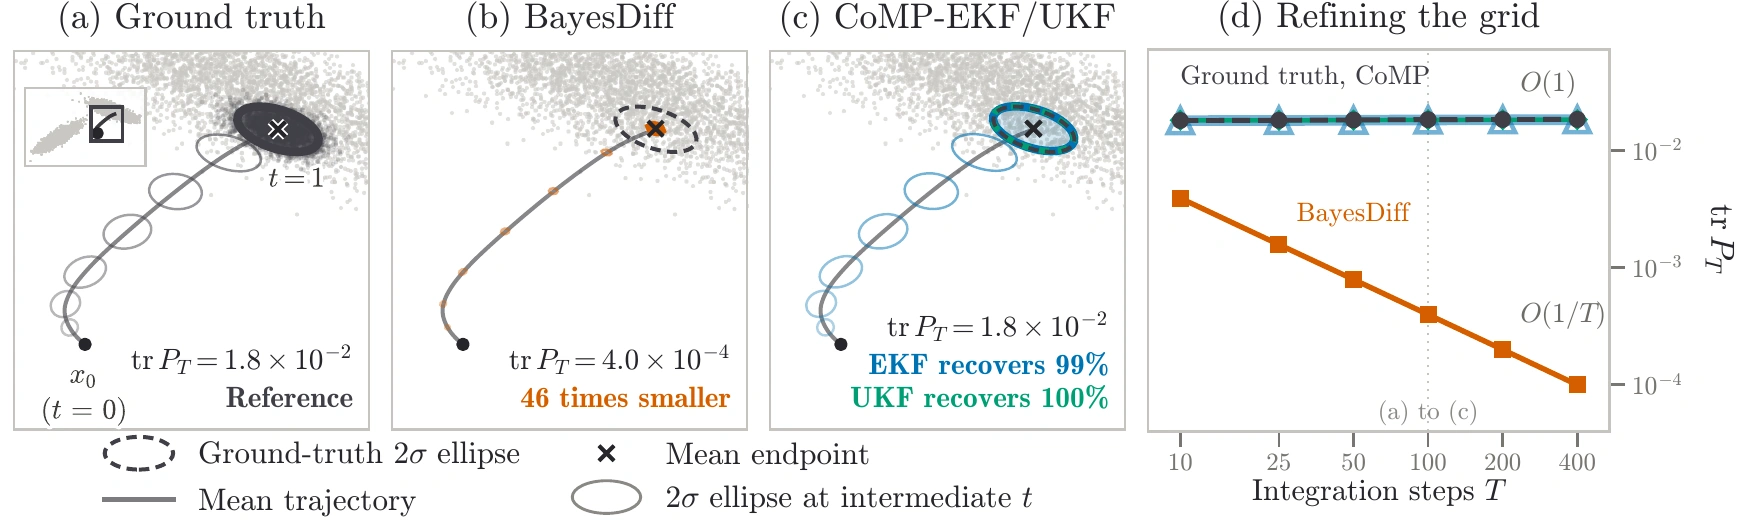 (a) Ground truth
t = 1
x₀
(t = 0)
tr P_T = 1.8 × 10⁻²
Reference
(b) BayesDiff
tr P_T = 4.0 × 10⁻⁴
46 times smaller
(c) CoMP-EKF/UKF
tr P_T = 1.8 × 10⁻²
EKF recovers 99%
UKF recovers 100%
(d) Refining the grid
Ground truth, CoMP
O(1)
BayesDiff
O(1/T)
(a) to (c)
10⁻²
10⁻³
10⁻⁴
tr P_T
10 25 50 100 200 400
Integration steps T
Ground-truth 2σ ellipse
Mean endpoint
Mean trajectory
2σ ellipse at intermediate t